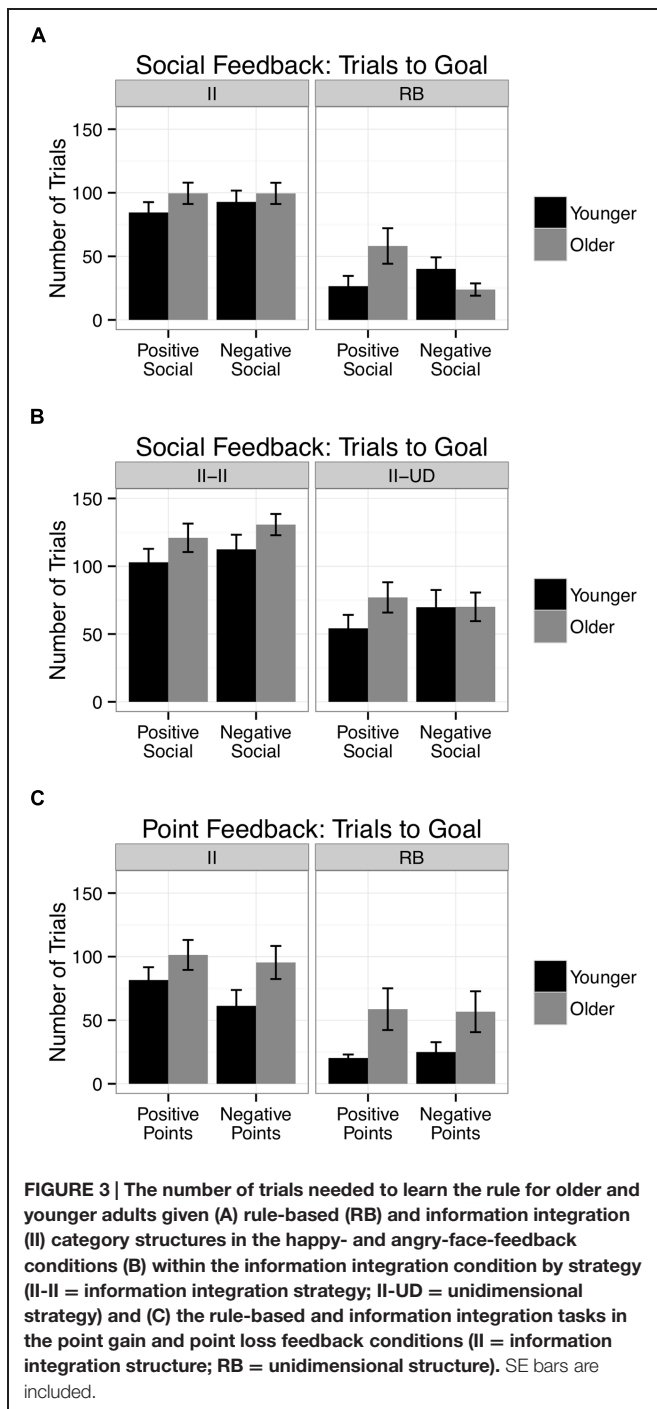 A
Social Feedback: Trials to Goal
II RB
150
100
50
0
Number of Trials
Positive Social Negative Social Positive Social Negative Social
Younger
Older
B
Social Feedback: Trials to Goal
II−II II−UD
150
100
50
0
Number of Trials
Positive Social Negative Social Positive Social Negative Social
Younger
Older
C
Point Feedback: Trials to Goal
II RB
150
100
50
0
Number of Trials
Positive Points Negative Points Positive Points Negative Points
Younger
Older
FIGURE 3 | The number of trials needed to learn the rule for older and
younger adults given (A) rule-based (RB) and information integration
(II) category structures in the happy- and angry-face-feedback
conditions (B) within the information integration condition by strategy
(II-II = information integration strategy; II-UD = unidimensional
strategy) and (C) the rule-based and information integration tasks in
the point gain and point loss feedback conditions (II = information
integration structure; RB = unidimensional structure). SE bars are
included.